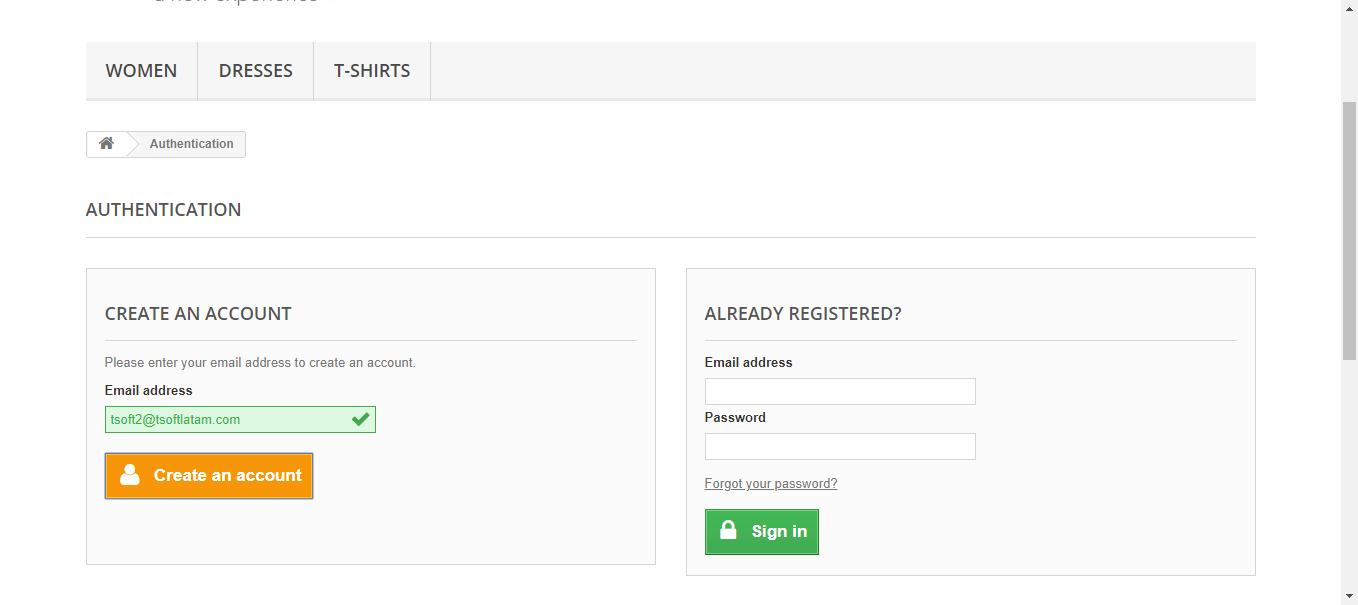 WOMEN DRESSES T-SHIRTS
Authentication
AUTHENTICATION
CREATE AN ACCOUNT
Please enter your email address to create an account.
Email address
tsoft2@tsoftlatam.com
Create an account
ALREADY REGISTERED?
Email address
Password
Forgot your password?
Sign in